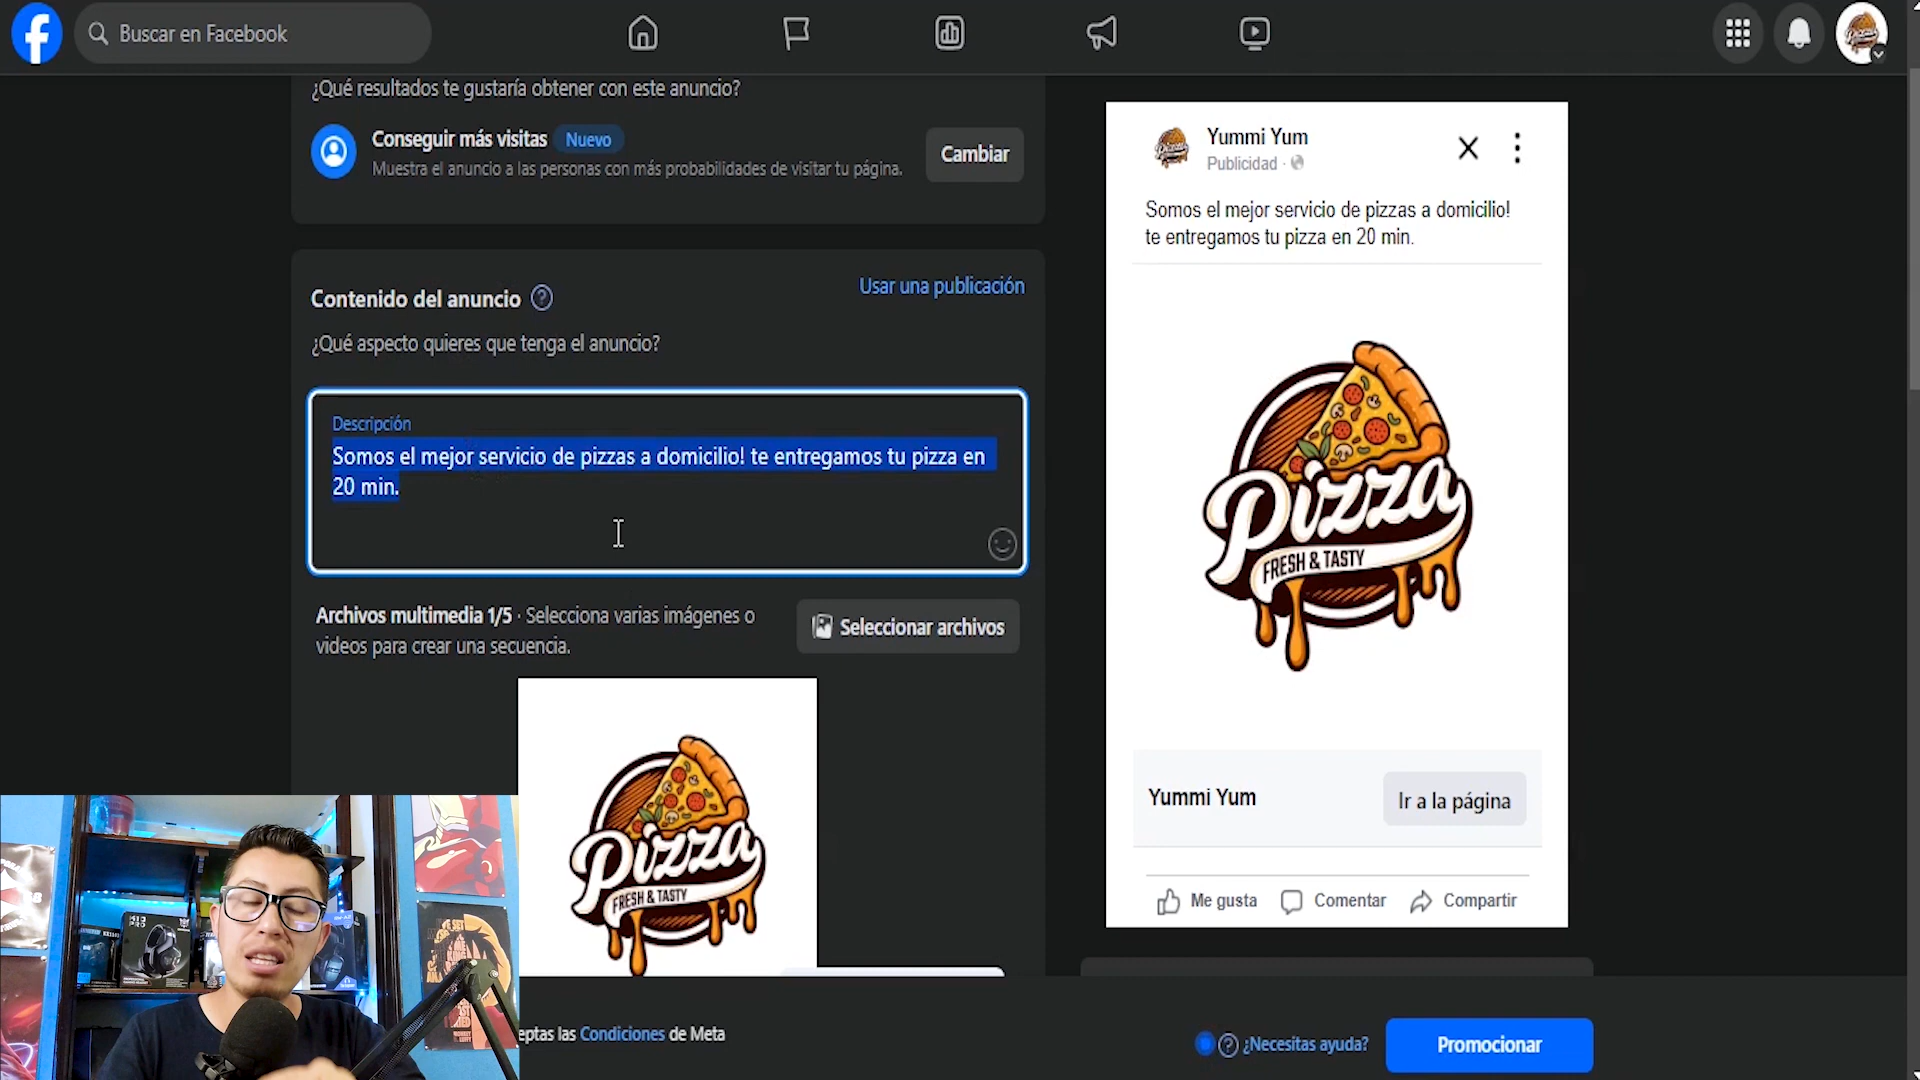 Buscar en Facebook
¿Qué resultados te gustaría obtener con este anuncio?
Conseguir más visitas Nuevo
Muestra el anuncio a las personas con más probabilidades de visitar tu página.
Cambiar
Contenido del anuncio
Usar una publicación
¿Qué aspecto quieres que tenga el anuncio?
Descripción
Somos el mejor servicio de pizzas a domicilio! te entregamos tu pizza en
20 min.
Archivos multimedia 1/5 · Selecciona varias imágenes o
videos para crear una secuencia.
Seleccionar archivos
Pizza
FRESH & TASTY
eptas las Condiciones de Meta
¿Necesitas ayuda?
Promocionar
Yummi Yum
Publicidad ·
Somos el mejor servicio de pizzas a domicilio!
te entregamos tu pizza en 20 min.
Pizza
FRESH & TASTY
Yummi Yum
Ir a la página
Me gusta
Comentar
Compartir